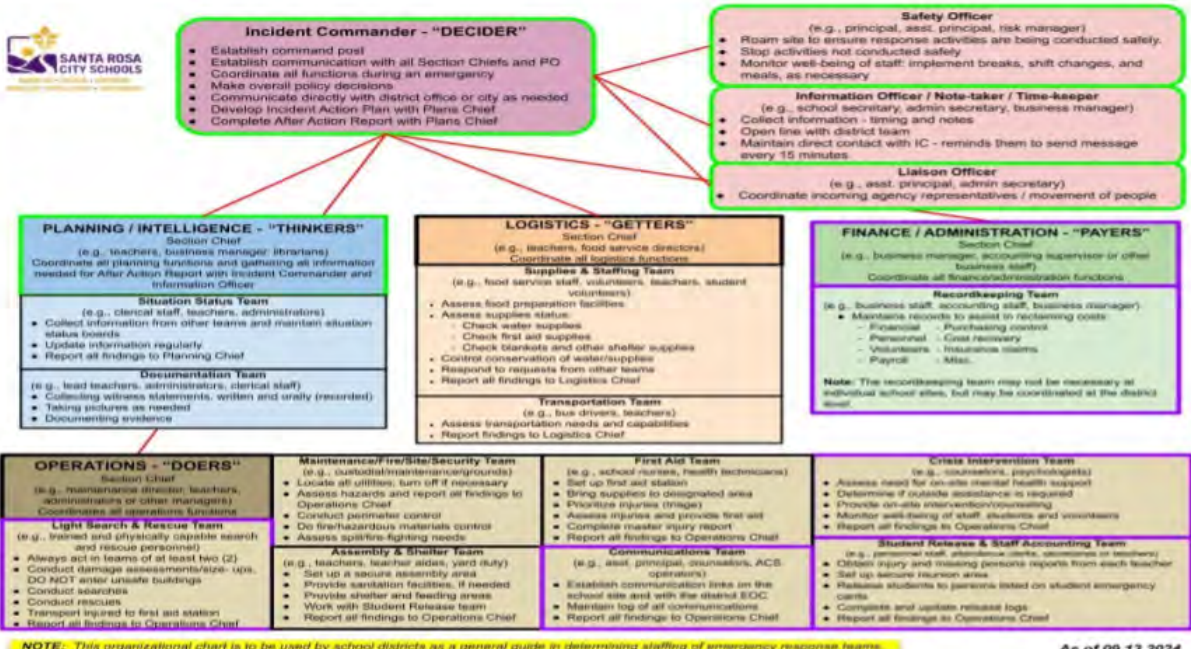 SANTA ROSA
CITY SCHOOLS
Incident Commander - "DECIDER"
● Establish command post
● Establish communication with all Section Chiefs and PO
● Coordinate all functions during an emergency
● Make overall policy decisions
● Communicate directly with district office or city as needed
● Develop Incident Action Plan with Plans Chief
● Complete After Action Report with Plans Chief
Safety Officer
(e.g., principal, asst. principal, risk manager)
● Roam site to ensure response activities are being conducted safely.
● Stop activities not conducted safely
● Monitor well-being of staff: implement breaks, shift changes, and
meals, as necessary
Information Officer / Note-taker / Time-keeper
(e.g., school secretary, admin secretary, business manager)
● Collect information - timing and notes
● Open line with district team
● Maintain direct contact with IC - reminds them to send message
every 15 minutes
Liaison Officer
(e.g., asst. principal, admin secretary)
● Coordinate incoming agency representatives / movement of people
PLANNING / INTELLIGENCE - "THINKERS"
Section Chief
(e.g., teachers, business manager, librarians)
Coordinate all planning functions and gathering all information
needed for After Action Report with Incident Commander and
Information Officer
Situation Status Team
(e.g., clerical staff, teachers, administrators)
● Collect information from other teams and maintain situation
status boards
● Update information regularly
● Report all findings to Planning Chief
Documentation Team
(e.g., lead teachers, administrators, clerical staff)
● Collecting witness statements, written and orally (recorded)
● Taking pictures as needed
● Documenting evidence
LOGISTICS - "GETTERS"
Section Chief
(e.g., teachers, food service directors)
Coordinate all logistics functions
Supplies & Staffing Team
(e.g., food service staff, volunteers, teachers, student
volunteers)
• Assess food preparation facilities
• Assess supplies status:
- Check water supplies
- Check first aid supplies
- Check blankets and other shelter supplies
• Control conservation of water/supplies
• Respond to requests from other teams
• Report all findings to Logistics Chief
Transportation Team
(e.g., bus drivers, teachers)
• Assess transportation needs and capabilities
• Report findings to Logistics Chief
FINANCE / ADMINISTRATION - "PAYERS"
Section Chief
(e.g., business manager, accounting supervisor or other
business staff)
Coordinate all finance/administration functions
Recordkeeping Team
(e.g., business staff, accounting staff, business manager)
● Maintains records to assist in reclaiming costs:
- Financial - Purchasing control
- Personnel - Cost recovery
- Volunteers - Insurance claims
- Payroll - Misc.
Note: The recordkeeping team may not be necessary at
individual school sites, but may be coordinated at the district
level.
OPERATIONS - "DOERS"
Section Chief
(e.g., maintenance director, teachers,
administrators or other managers)
Coordinates all operations functions
Light Search & Rescue Team
(e.g., trained and physically capable search
and rescue personnel)
● Always act in teams of at least two (2)
● Conduct damage assessments/size- ups,
DO NOT enter unsafe buildings
● Conduct searches
● Conduct rescues
● Transport injured to first aid station
● Report all findings to Operations Chief
Maintenance/Fire/Site/Security Team
(e.g., custodial/maintenance/grounds)
● Locate all utilities; turn off if necessary
● Assess hazards and report all findings to
Operations Chief
● Conduct perimeter control
● Do fire/hazardous materials control
● Assess spill/fire-fighting needs
Assembly & Shelter Team
(e.g., teachers, teacher aides, yard duty)
● Set up a secure assembly area
● Provide sanitation facilities, if needed
● Provide shelter and feeding areas
● Work with Student Release team
● Report all findings to Operations Chief
First Aid Team
(e.g., school nurses, health technicians)
● Set up first aid station
● Bring supplies to designated area
● Prioritize injuries (triage)
● Assess injuries and provide first aid
● Complete master injury report
● Report all findings to Operations Chief
Communications Team
(e.g., asst. principal, counselors, ACS
operators)
● Establish communication links on the
school site and with the district EOC
● Maintain log of all communications
● Report all findings to Operations Chief
Crisis Intervention Team
(e.g., counselors, psychologists)
● Assess need for on-site mental health support
● Determine if outside assistance is required
● Provide on-site intervention/counseling
● Monitor well-being of staff, students and volunteers
● Report all findings to Operations Chief
Student Release & Staff Accounting Team
(e.g., personnel staff, attendance clerks, secretaries or teachers)
● Obtain injury and missing persons reports from each teacher
● Set up secure reunion area
● Release students to persons listed on student emergency
cards
● Complete and update release logs
● Report all findings to Operations Chief
NOTE: This organizational chart is to be used by school districts as a general guide in determining staffing of emergency response teams.
As of 09.13.2024